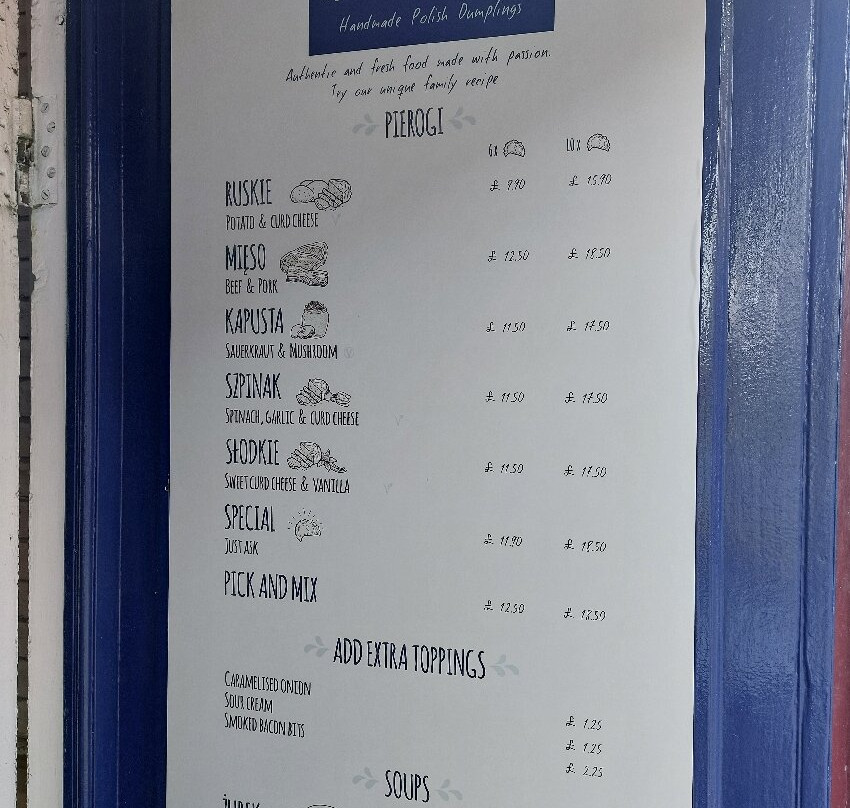 Handmade Polish Dumplings
Authentic and fresh food made with passion.
Try our unique family recipe
PIEROGI
6X 10X
RUSKIE £ 9.90 £ 15.90
POTATO & CURD CHEESE
MIĘSO £ 12.50 £ 18.50
BEEF & PORK
KAPUSTA £ 11.50 £ 17.50
SAUERKRAUT & MUSHROOM
SZPINAK £ 11.50 £ 17.50
SPINACH, GARLIC & CURD CHEESE
SŁODKIE £ 11.50 £ 17.50
SWEET CURD CHEESE & VANILLA
SPECIAL £ 11.90 £ 18.50
JUST ASK
PICK AND MIX £ 12.50 £
ADD EXTRA TOPPINGS
CARAMELISED ONION £ 1.25
SOUR CREAM £ 1.25
SMOKED BACON BITS £ 2.25
SOUPS
ŻUREK